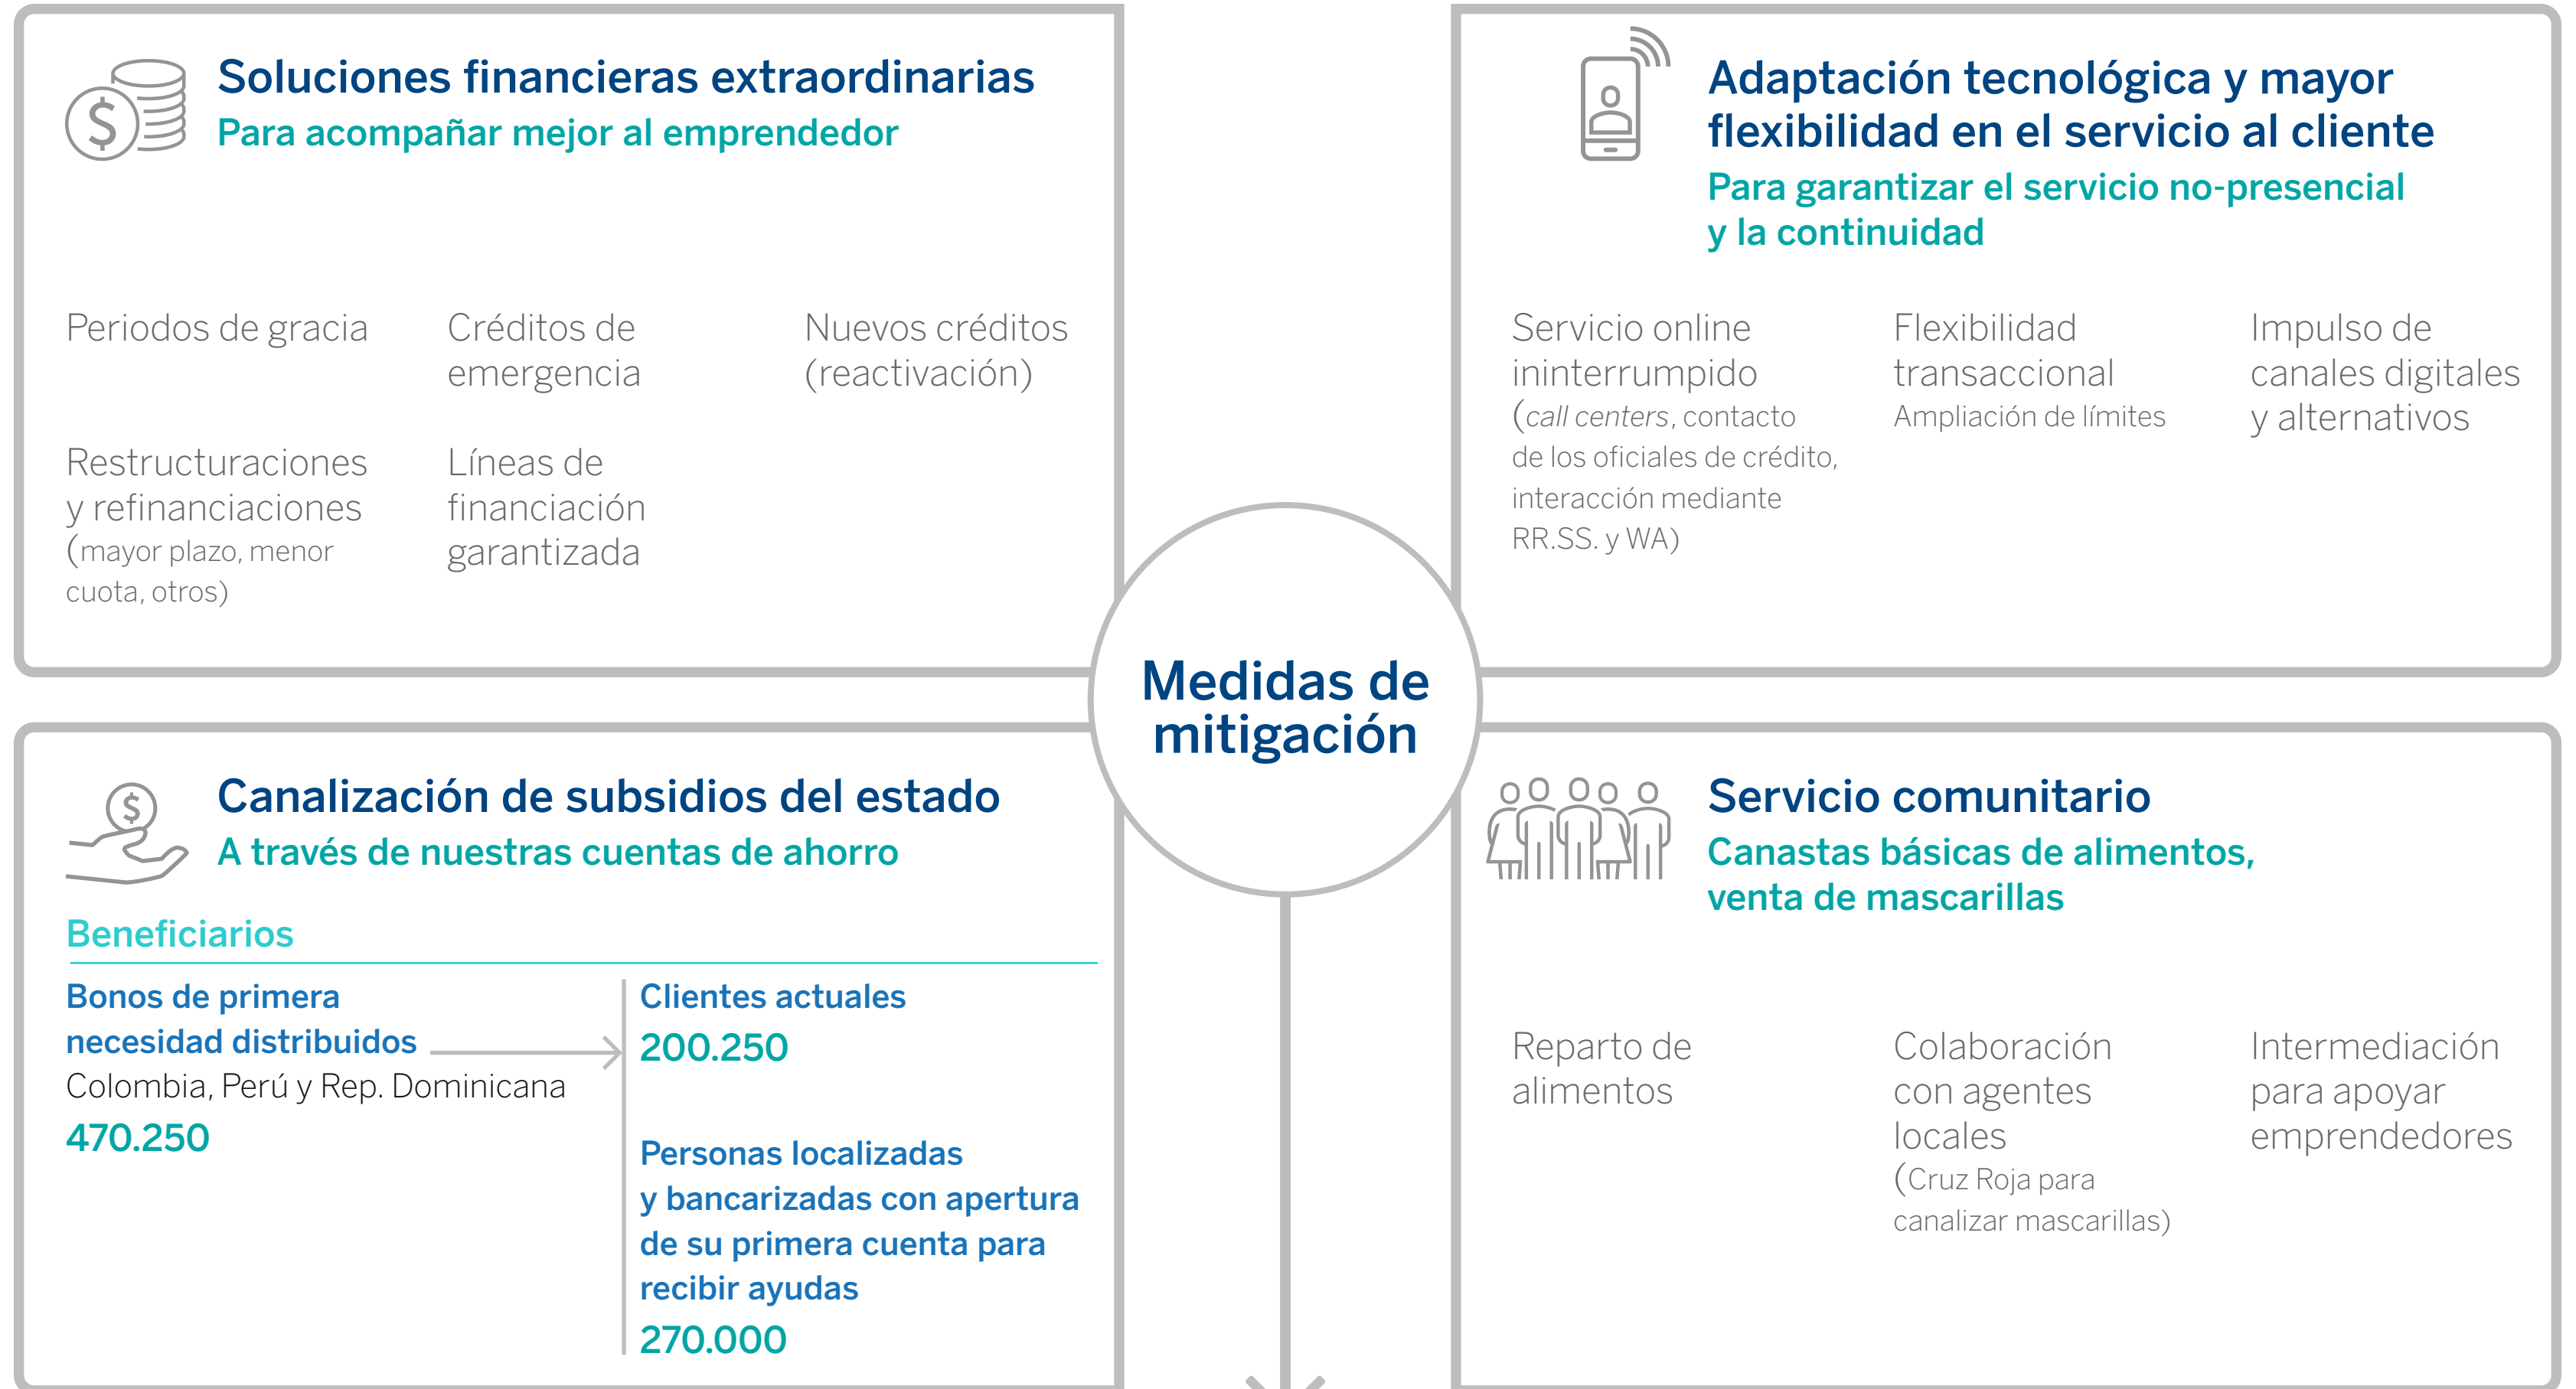 Soluciones financieras extraordinarias
Para acompañar mejor al emprendedor
Periodos de gracia
Créditos de
emergencia
Nuevos créditos
(reactivación)
Restructuraciones
y refinanciaciones
(mayor plazo, menor
cuota, otros)
Líneas de
financiación
garantizada
Adaptación tecnológica y mayor
flexibilidad en el servicio al cliente
Para garantizar el servicio no-presencial
y la continuidad
Servicio online
ininterrumpido
(call centers, contacto
de los oficiales de crédito,
interacción mediante
RR.SS. y WA)
Flexibilidad
transaccional
Ampliación de límites
Impulso de
canales digitales
y alternativos
Medidas de
mitigación
Canalización de subsidios del estado
A través de nuestras cuentas de ahorro
Beneficiarios
Bonos de primera
necesidad distribuidos
Colombia, Perú y Rep. Dominicana
470.250
Clientes actuales
200.250
Personas localizadas
y bancarizadas con apertura
de su primera cuenta para
recibir ayudas
270.000
Servicio comunitario
Canastas básicas de alimentos,
venta de mascarillas
Reparto de
alimentos
Colaboración
con agentes
locales
(Cruz Roja para
canalizar mascarillas)
Intermediación
para apoyar
emprendedores